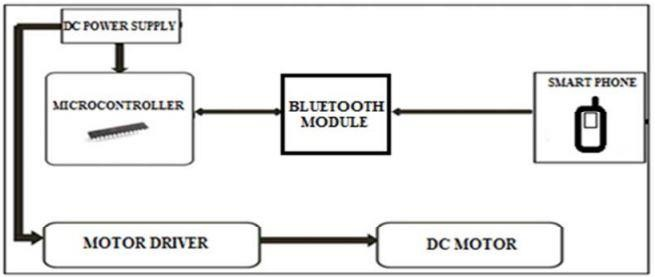 DC POWER SUPPLY
MICROCONTROLLER
BLUETOOTH
MODULE
SMART PHONE
MOTOR DRIVER
DC MOTOR